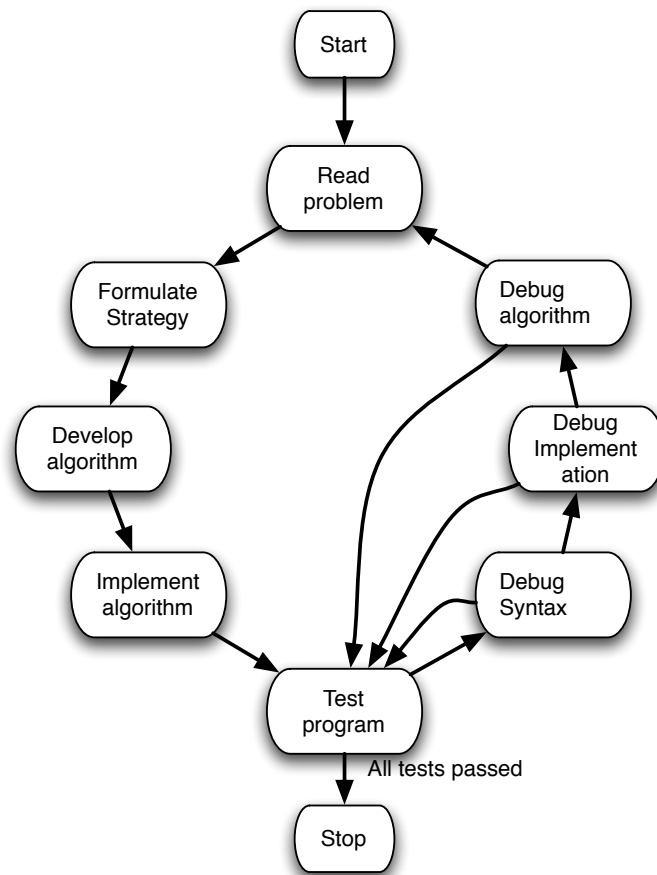 Start
Read
problem
Formulate
Strategy
Debug
algorithm
Develop
algorithm
Debug
Implement
ation
Implement
algorithm
Debug
Syntax
Test
program
All tests passed
Stop